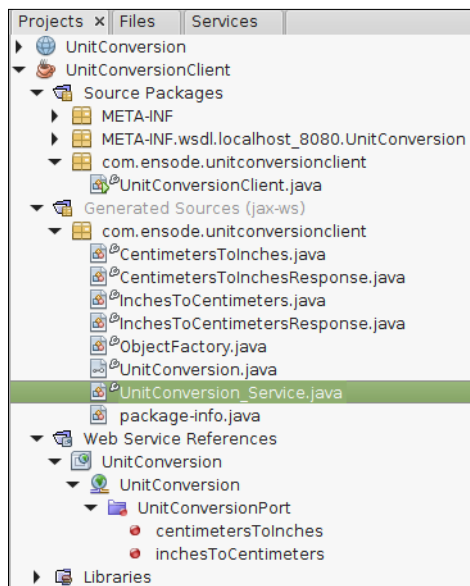 Projects × Files Services
UnitConversion
UnitConversionClient
Source Packages
META-INF
META-INF.wsdl.localhost_8080.UnitConversion
com.ensode.unitconversionclient
UnitConversionClient.java
Generated Sources (jax-ws)
com.ensode.unitconversionclient
CentimetersToInches.java
CentimetersToInchesResponse.java
InchesToCentimeters.java
InchesToCentimetersResponse.java
ObjectFactory.java
UnitConversion.java
UnitConversion_Service.java
package-info.java
Web Service References
UnitConversion
UnitConversion
UnitConversionPort
centimetersToInches
inchesToCentimeters
Libraries